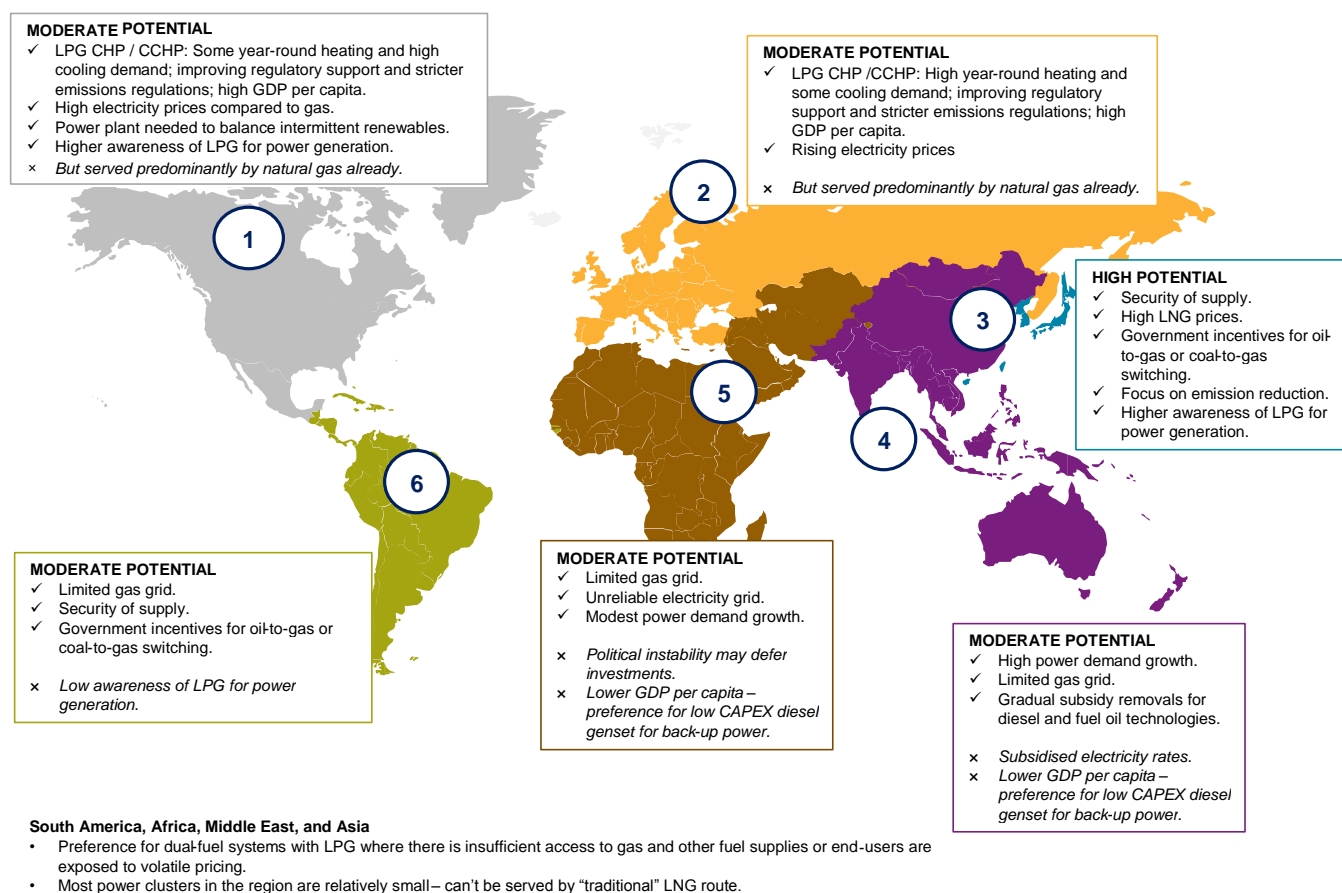 MODERATE POTENTIAL
✓ LPG CHP / CCHP: Some year-round heating and high
cooling demand; improving regulatory support and stricter
emissions regulations; high GDP per capita.
✓ High electricity prices compared to gas.
✓ Power plant needed to balance intermittent renewables.
✓ Higher awareness of LPG for power generation.
× But served predominantly by natural gas already.
MODERATE POTENTIAL
✓ LPG CHP /CCHP: High year-round heating and
some cooling demand; improving regulatory
support and stricter emissions regulations; high
GDP per capita.
✓ Rising electricity prices
× But served predominantly by natural gas already.
1
2
HIGH POTENTIAL
✓ Security of supply.
✓ High LNG prices.
✓ Government incentives for oil-
to-gas or coal-to-gas
switching.
✓ Focus on emission reduction.
✓ Higher awareness of LPG for
power generation.
3
5
4
6
MODERATE POTENTIAL
✓ Limited gas grid.
✓ Security of supply.
✓ Government incentives for oil-to-gas or
coal-to-gas switching.
× Low awareness of LPG for power
generation.
MODERATE POTENTIAL
✓ Limited gas grid.
✓ Unreliable electricity grid.
✓ Modest power demand growth.
× Political instability may defer
investments.
× Lower GDP per capita –
preference for low CAPEX diesel
genset for back-up power.
MODERATE POTENTIAL
✓ High power demand growth.
✓ Limited gas grid.
✓ Gradual subsidy removals for
diesel and fuel oil technologies.
× Subsidised electricity rates.
× Lower GDP per capita –
preference for low CAPEX diesel
genset for back-up power.
South America, Africa, Middle East, and Asia
• Preference for dual-fuel systems with LPG where there is insufficient access to gas and other fuel supplies or end-users are
exposed to volatile pricing.
• Most power clusters in the region are relatively small – can't be served by “traditional” LNG route.